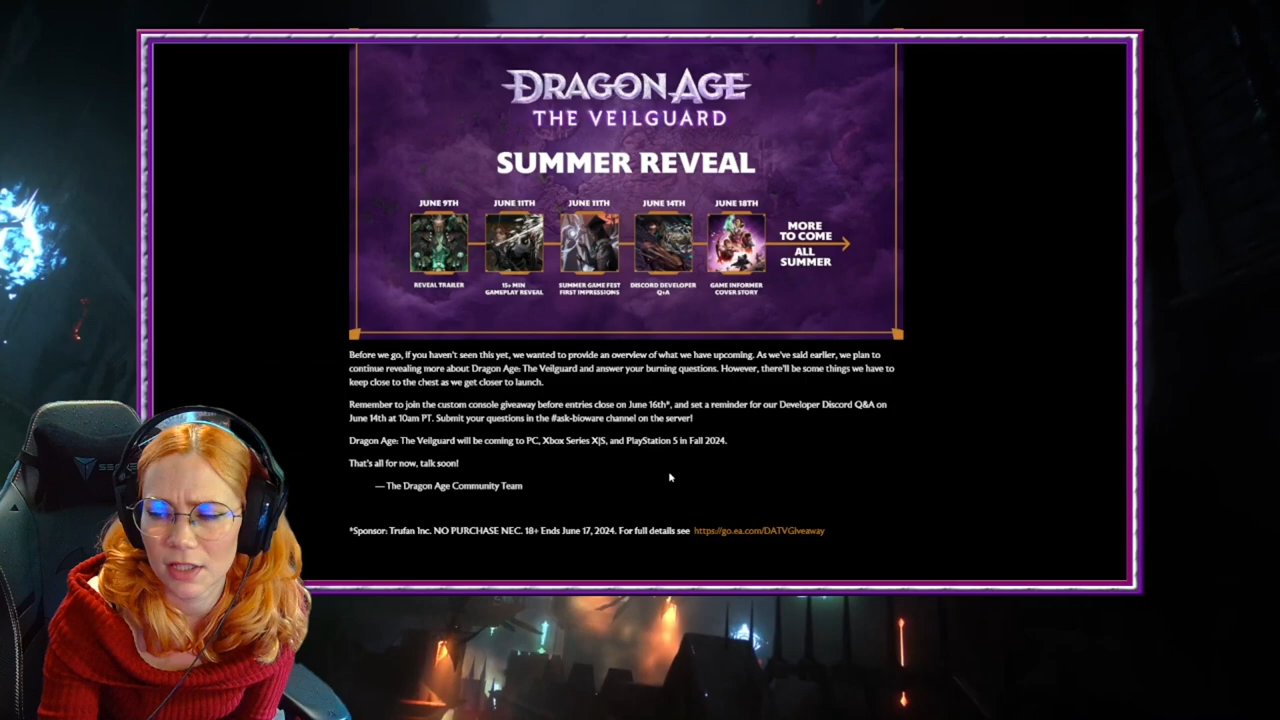 DRAGON AGE
THE VEILGUARD
SUMMER REVEAL
JUNE 9TH
JUNE 11TH
JUNE 11TH
JUNE 14TH
JUNE 18TH
MORE
TO COME
ALL
SUMMER
REVEAL TRAILER
15+ MIN
GAMEPLAY REVEAL
SUMMER GAME FEST
FIRST IMPRESSIONS
DISCORD DEVELOPER
Q+A
GAME INFORMER
COVER STORY
Before we go, if you haven't seen this yet, we wanted to provide an overview of what we have upcoming. As we've said earlier, we plan to
continue revealing more about Dragon Age: The Veilguard and answer your burning questions. However, there'll be some things we have to
keep close to the chest as we get closer to launch.
Remember to join the custom console giveaway before entries close on June 16th*, and set a reminder for our Developer Discord Q&A on
June 14th at 10am PT. Submit your questions in the #ask-bioware channel on the server!
Dragon Age: The Veilguard will be coming to PC, Xbox Series X|S, and PlayStation 5 in Fall 2024.
That's all for now, talk soon!
— The Dragon Age Community Team
*Sponsor: Trufan Inc. NO PURCHASE NEC. 18+ Ends June 17, 2024. For full details see https://go.ea.com/DATVGiveaway